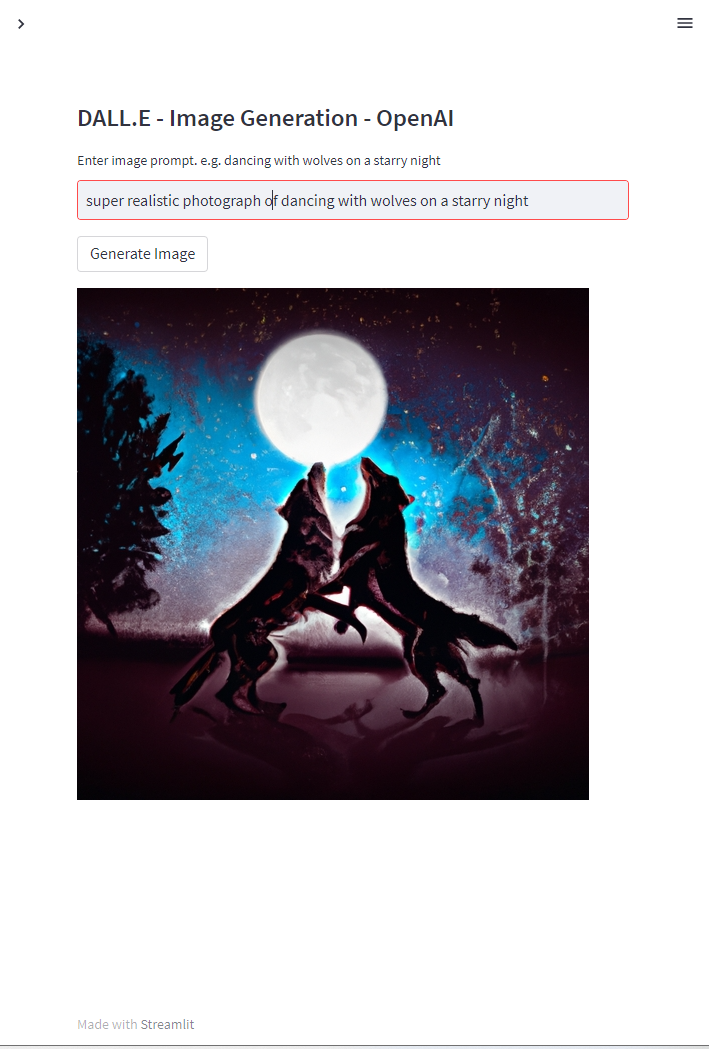 DALL.E - Image Generation - OpenAI
Enter image prompt. e.g. dancing with wolves on a starry night
super realistic photograph of dancing with wolves on a starry night
Generate Image
Made with Streamlit